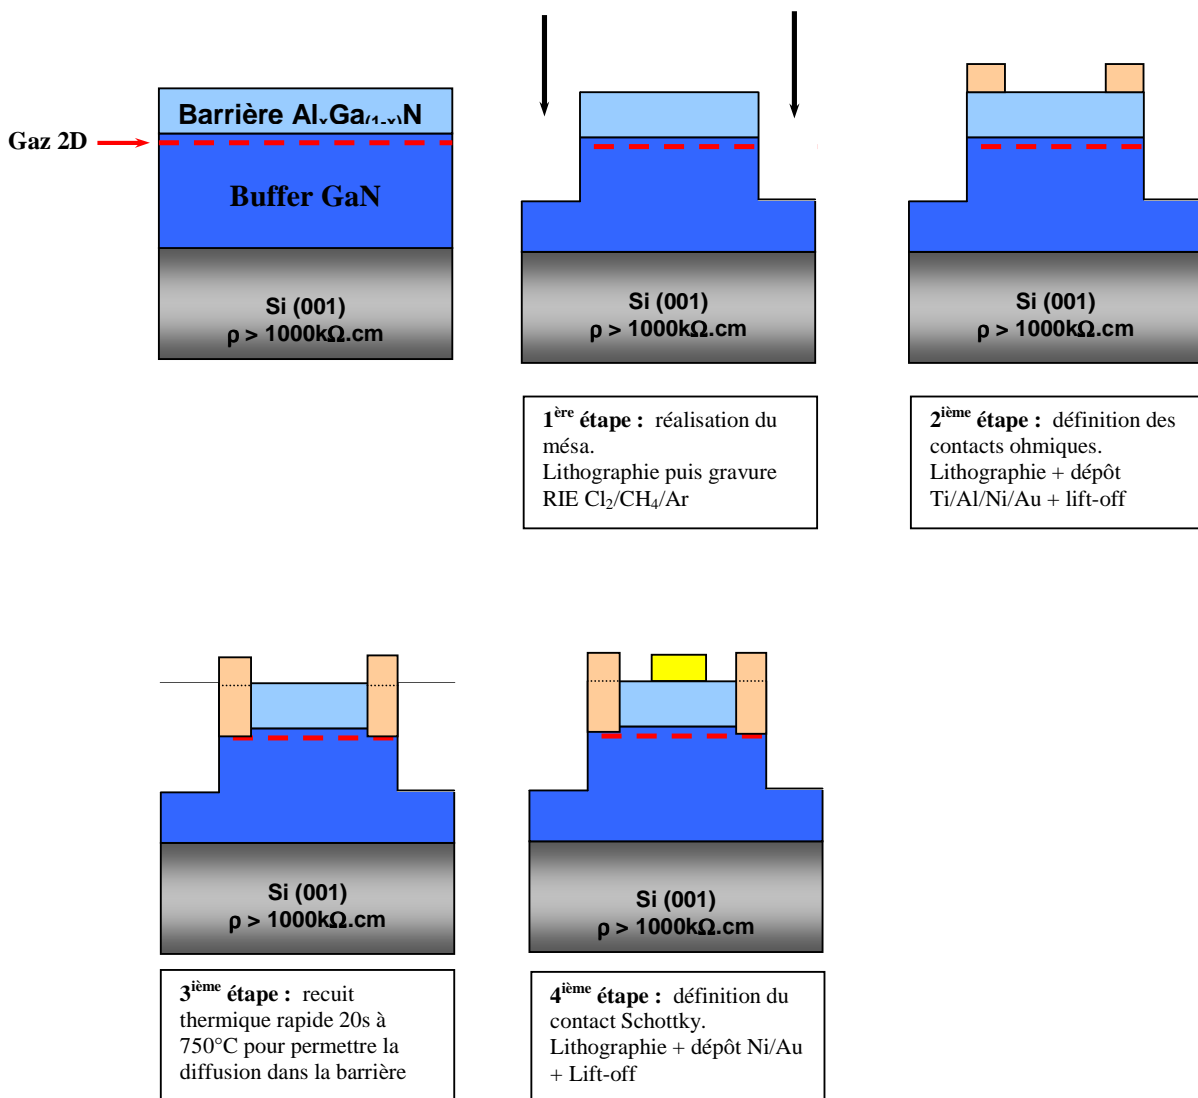 Barrière AlₓGa₍₁₋ₓ₎N
Gaz 2D
Buffer GaN
Si (001)
ρ > 1000kΩ.cm
Si (001)
ρ > 1000kΩ.cm
Si (001)
ρ > 1000kΩ.cm
1ère étape : réalisation du
mésa.
Lithographie puis gravure
RIE Cl₂/CH₄/Ar
2ième étape : définition des
contacts ohmiques.
Lithographie + dépôt
Ti/Al/Ni/Au + lift-off
Si (001)
ρ > 1000kΩ.cm
Si (001)
ρ > 1000kΩ.cm
3ième étape : recuit
thermique rapide 20s à
750°C pour permettre la
diffusion dans la barrière
4ième étape : définition du
contact Schottky.
Lithographie + dépôt Ni/Au
+ Lift-off